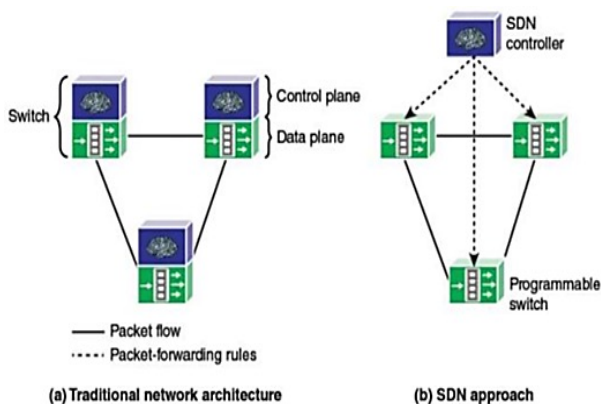 SDN
controller
Switch
Control plane
Data plane
Programmable
switch
Packet flow
Packet-forwarding rules
(a) Traditional network architecture
(b) SDN approach